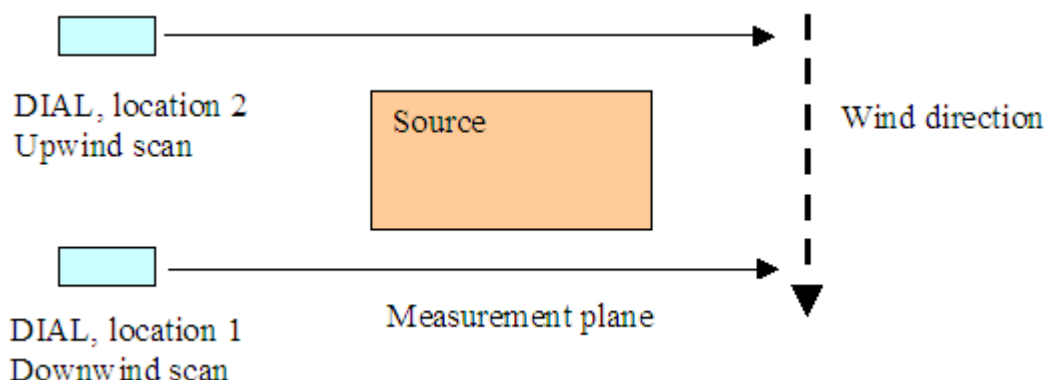 DIAL, location 2
Upwind scan
Source
Wind direction
Measurement plane
DIAL, location 1
Downwind scan